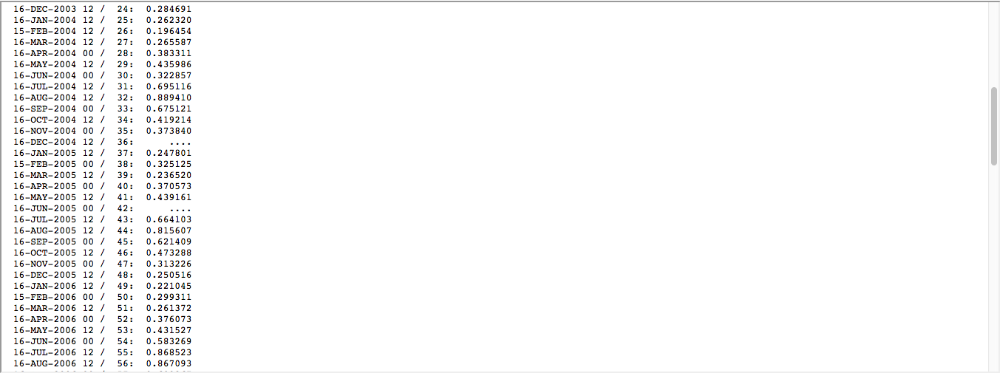 16-DEC-2003 12 /  24:  0.284691
16-JAN-2004 12 /  25:  0.262320
15-FEB-2004 12 /  26:  0.196454
16-MAR-2004 12 /  27:  0.265587
16-APR-2004 00 /  28:  0.383311
16-MAY-2004 12 /  29:  0.435986
16-JUN-2004 00 /  30:  0.322857
16-JUL-2004 12 /  31:  0.695116
16-AUG-2004 12 /  32:  0.889410
16-SEP-2004 00 /  33:  0.675121
16-OCT-2004 12 /  34:  0.419214
16-NOV-2004 00 /  35:  0.373840
16-DEC-2004 12 /  36:      ....
16-JAN-2005 12 /  37:  0.247801
15-FEB-2005 00 /  38:  0.325125
16-MAR-2005 12 /  39:  0.236520
16-APR-2005 00 /  40:  0.370573
16-MAY-2005 12 /  41:  0.439161
16-JUN-2005 00 /  42:      ....
16-JUL-2005 12 /  43:  0.664103
16-AUG-2005 12 /  44:  0.815607
16-SEP-2005 00 /  45:  0.621409
16-OCT-2005 12 /  46:  0.473288
16-NOV-2005 00 /  47:  0.313226
16-DEC-2005 12 /  48:  0.250516
16-JAN-2006 12 /  49:  0.221045
15-FEB-2006 00 /  50:  0.299311
16-MAR-2006 12 /  51:  0.261372
16-APR-2006 00 /  52:  0.376073
16-MAY-2006 12 /  53:  0.431527
16-JUN-2006 00 /  54:  0.583269
16-JUL-2006 12 /  55:  0.868523
16-AUG-2006 12 /  56:  0.867093